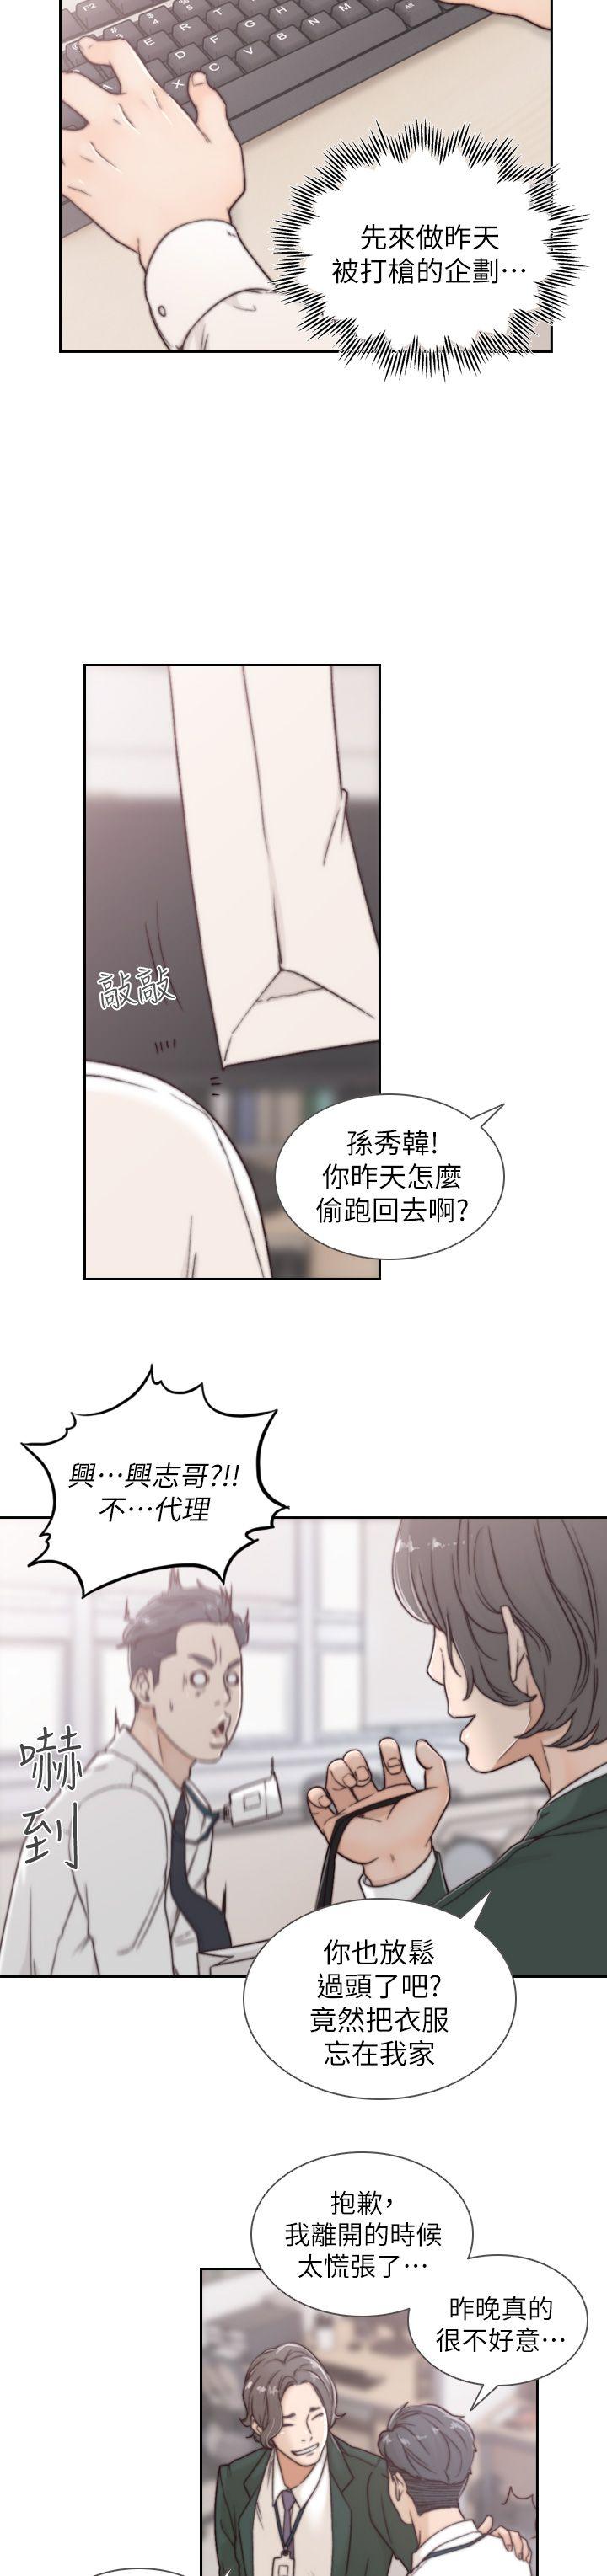 F2
E R T
D F G H
X C V B N M
Alt
先來做昨天
被打槍的企劃⋯
敲敲
孫秀韓!
你昨天怎麼
偷跑回去啊?
興⋯興志哥?!!
不⋯代理
嚇到
你也放鬆
過頭了吧?
竟然把衣服
忘在我家
抱歉,
我離開的時候
太慌張了⋯
昨晚真的
很不好意⋯